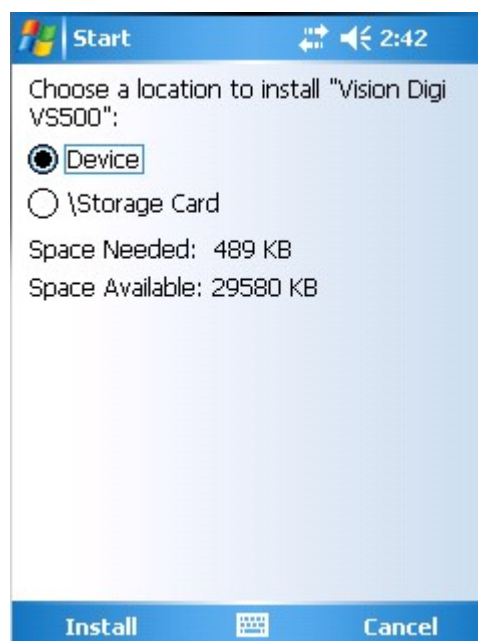 Start 2:42
Choose a location to install "Vision Digi
VS500":
Device
\Storage Card
Space Needed: 489 KB
Space Available: 29580 KB
Install Cancel